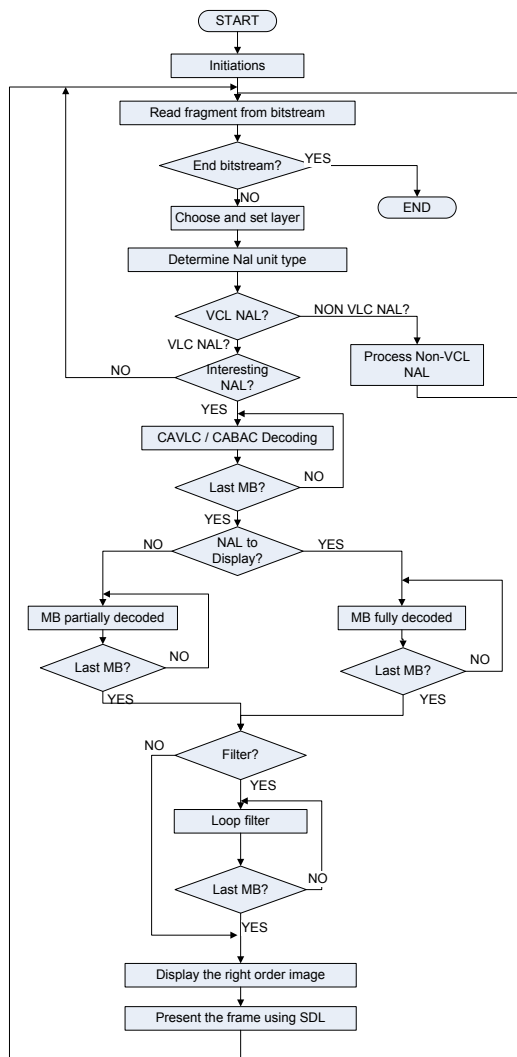 START
Initiations
Read fragment from bitstream
End bitstream?
YES
END
NO
Choose and set layer
Determine Nal unit type
VCL NAL?
NON VLC NAL?
VLC NAL?
Process Non-VCL
NAL
NO
Interesting
NAL?
YES
CAVLC / CABAC Decoding
Last MB?
NO
YES
NO
NAL to
Display?
YES
MB partially decoded
MB fully decoded
Last MB?
NO
Last MB?
NO
YES
YES
NO
Filter?
YES
Loop filter
Last MB?
NO
YES
Display the right order image
Present the frame using SDL